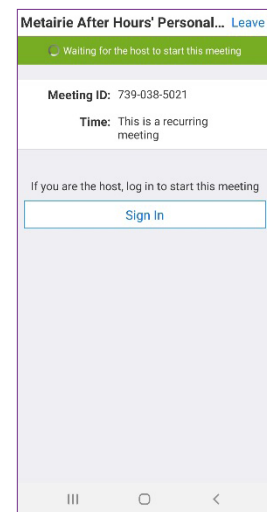 Metairie After Hours' Personal... Leave
Waiting for the host to start this meeting
Meeting ID: 739-038-5021
Time: This is a recurring
meeting
If you are the host, log in to start this meeting
Sign In